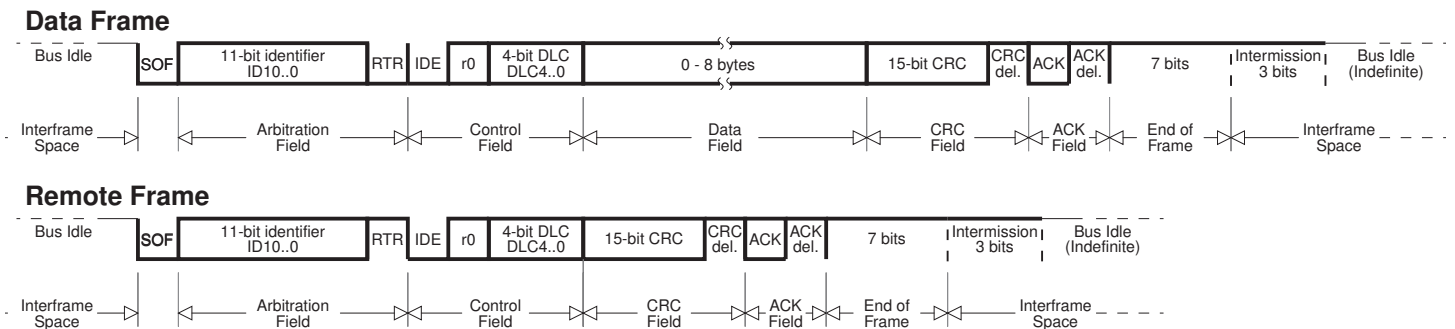 Data Frame
Bus Idle SOF 11-bit identifier ID10..0 RTR IDE r0 4-bit DLC DLC4..0 0 - 8 bytes 15-bit CRC CRC del. ACK ACK del. 7 bits Intermission 3 bits Bus Idle (Indefinite)
Interframe Space Arbitration Field Control Field Data Field CRC Field ACK Field End of Frame Interframe Space
Remote Frame
Bus Idle SOF 11-bit identifier ID10..0 RTR IDE r0 4-bit DLC DLC4..0 15-bit CRC CRC del. ACK ACK del. 7 bits Intermission 3 bits Bus Idle (Indefinite)
Interframe Space Arbitration Field Control Field CRC Field ACK Field End of Frame Interframe Space